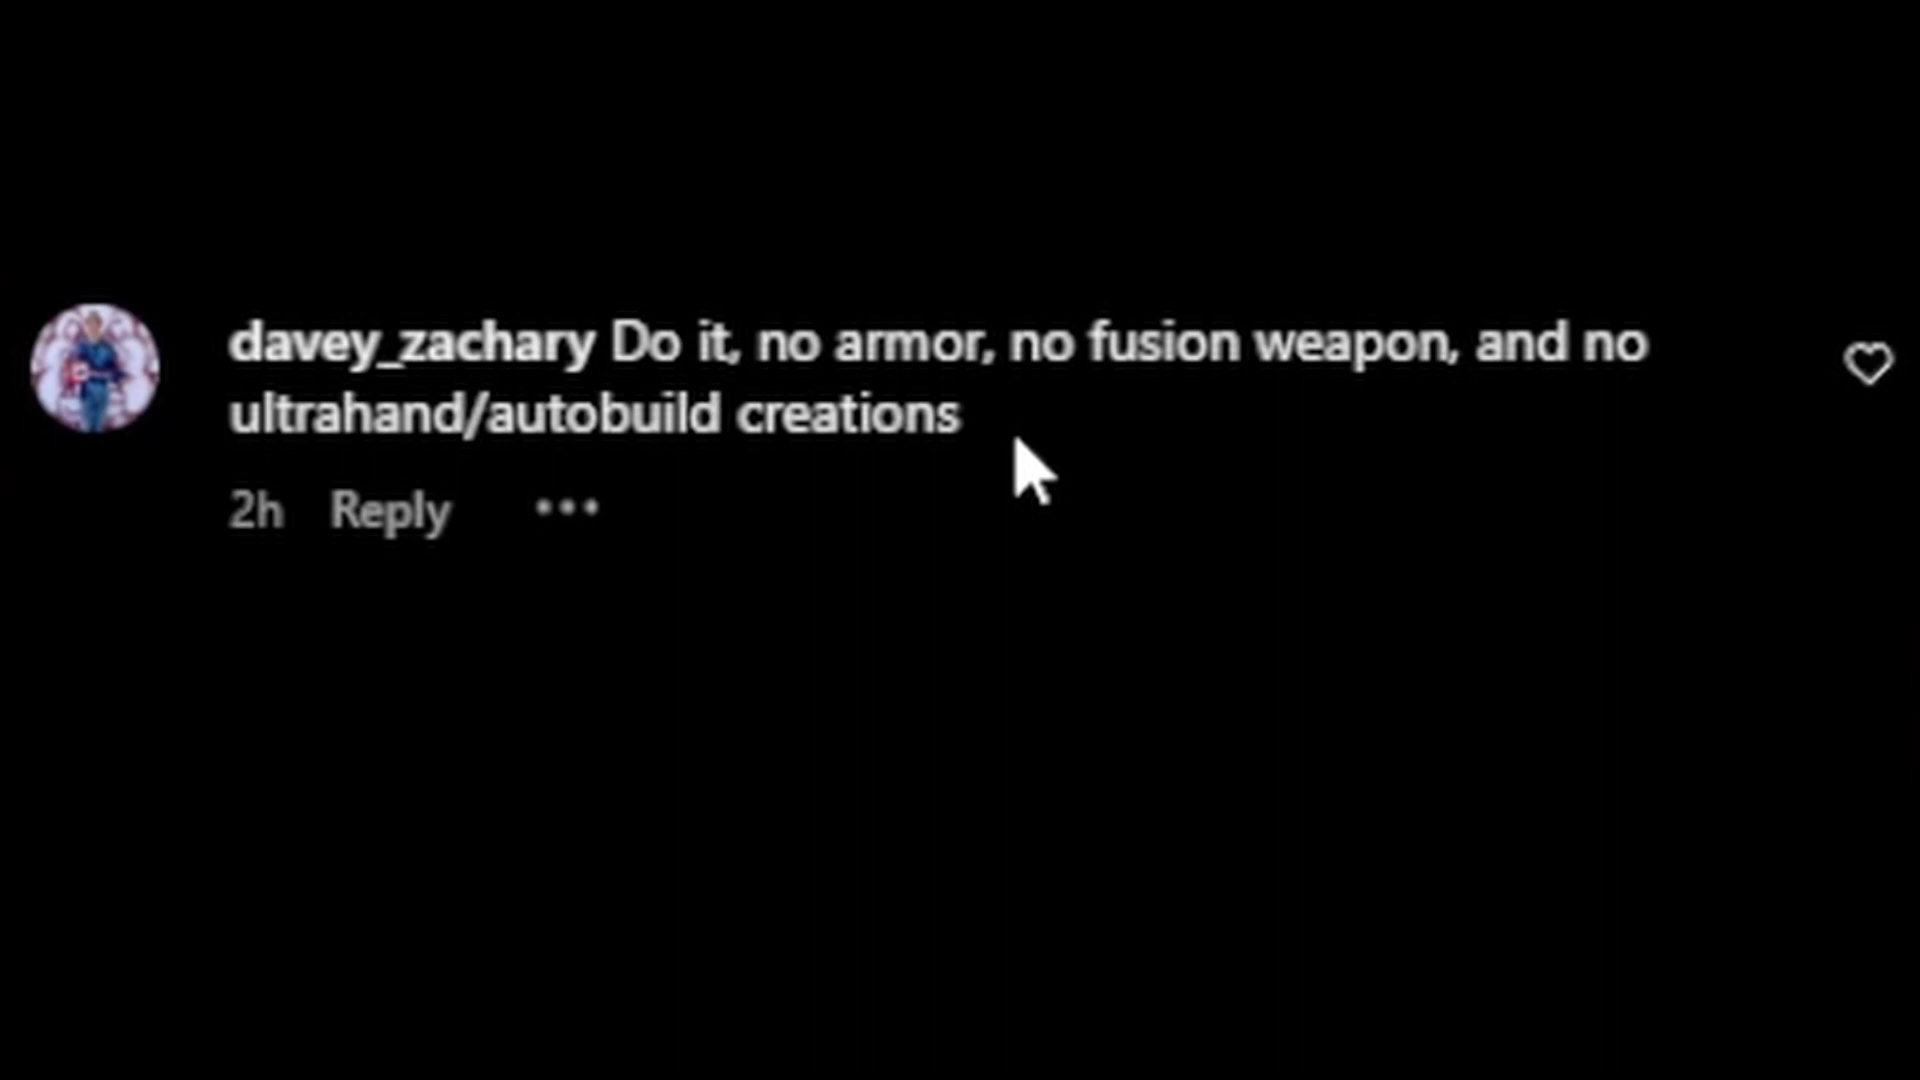 davey_zachary Do it, no armor, no fusion weapon, and no
ultrahand/autobuild creations
2h Reply •••